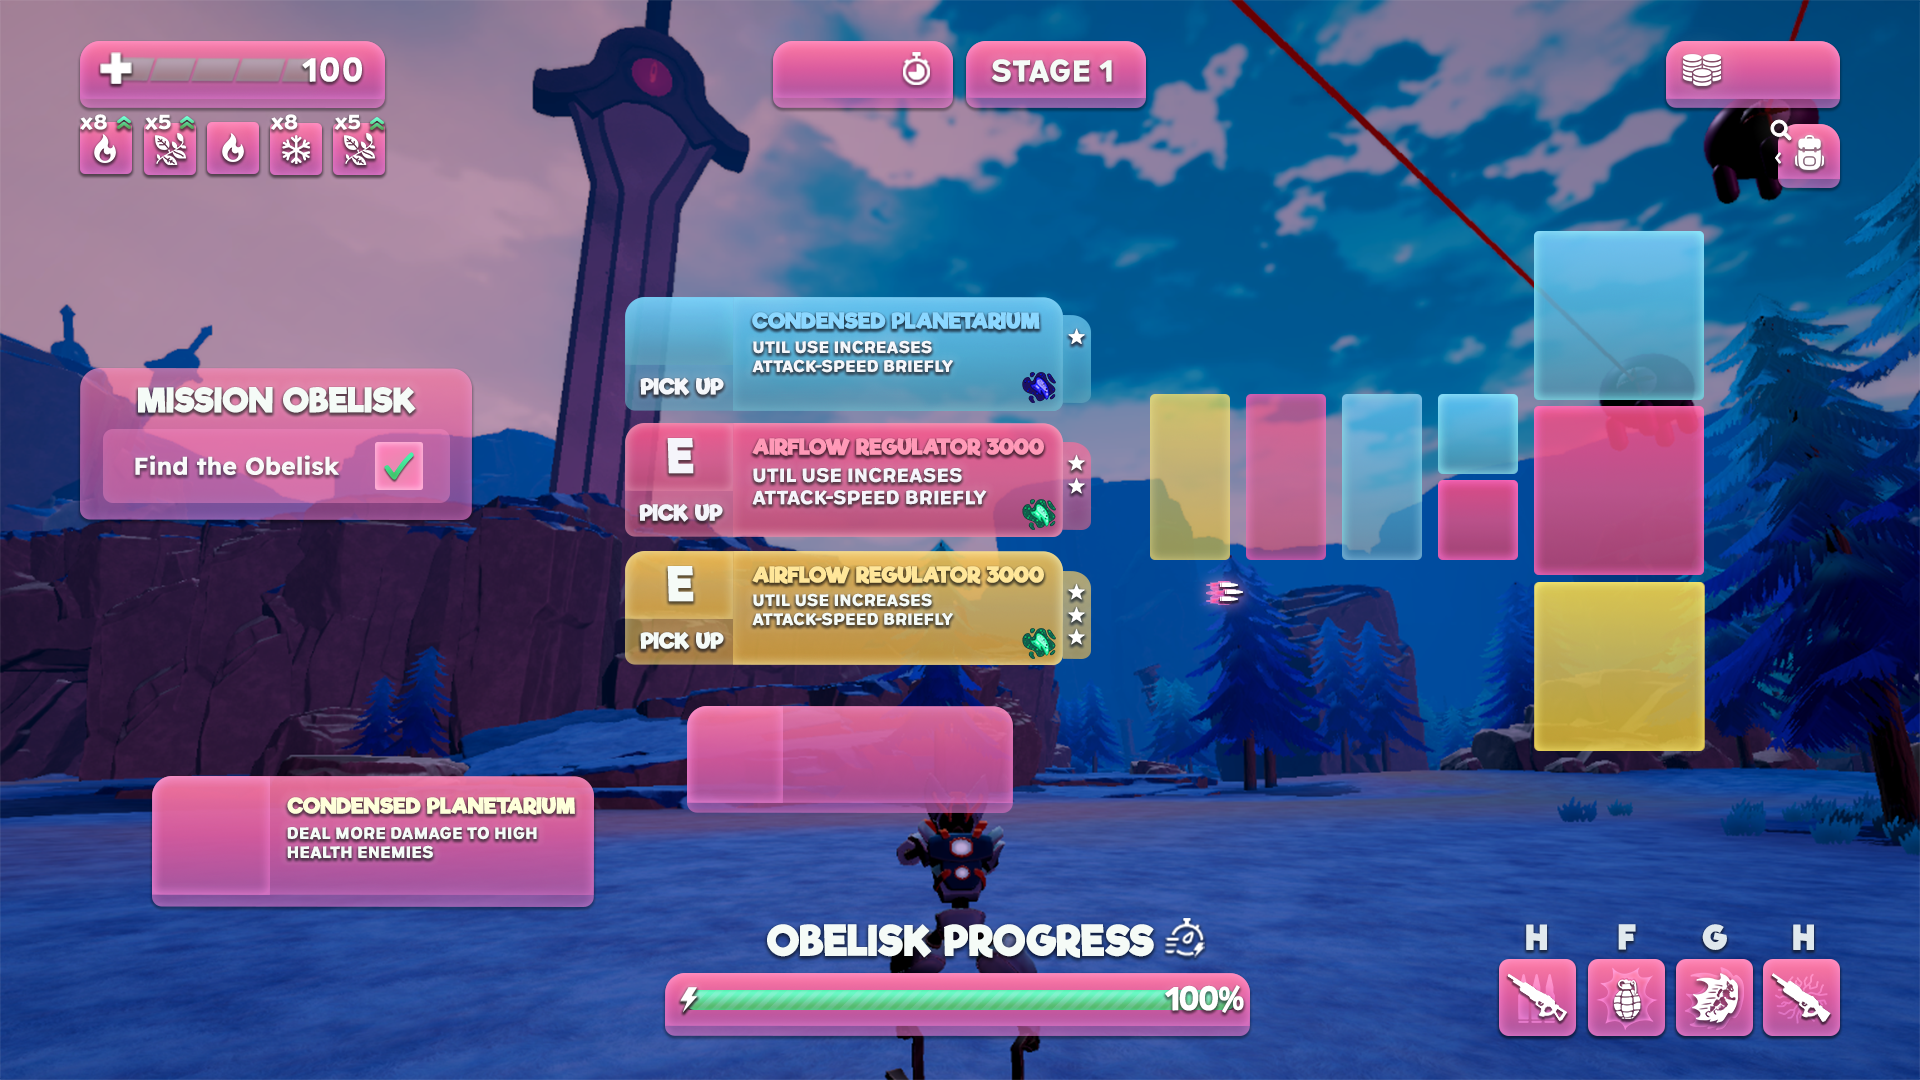 100
STAGE 1
x8
x5
x8
x5
CONDENSED PLANETARIUM
UTIL USE INCREASES
ATTACK-SPEED BRIEFLY
PICK UP
MISSION OBELISK
Find the Obelisk
E
AIRFLOW REGULATOR 3000
UTIL USE INCREASES
ATTACK-SPEED BRIEFLY
PICK UP
E
AIRFLOW REGULATOR 3000
UTIL USE INCREASES
ATTACK-SPEED BRIEFLY
PICK UP
CONDENSED PLANETARIUM
DEAL MORE DAMAGE TO HIGH
HEALTH ENEMIES
OBELISK PROGRESS
100%
H
F
G
H